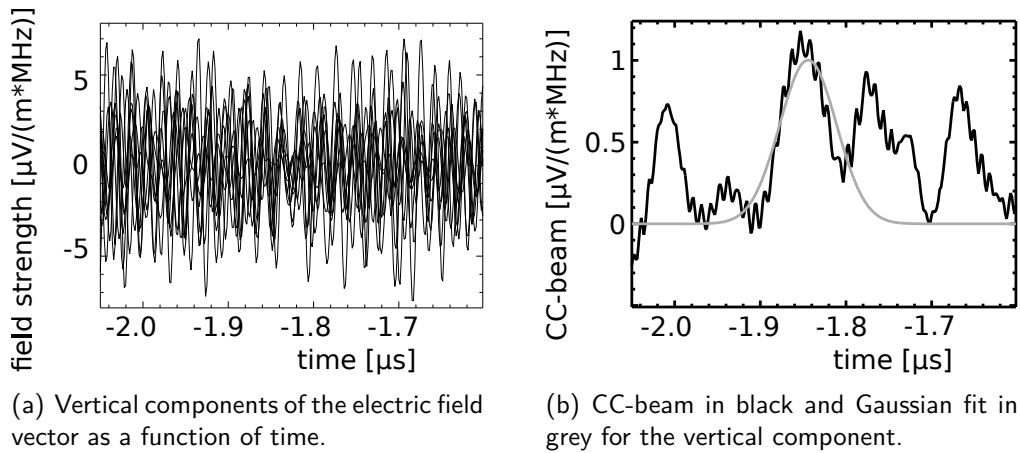 field strength [µV/(m*MHz)]
5
0
-5
-2.0 -1.9 -1.8 -1.7
time [µs]
(a) Vertical components of the electric field
vector as a function of time.
CC-beam [µV/(m*MHz)]
1
0.5
0
-2.0 -1.9 -1.8 -1.7
time [µs]
(b) CC-beam in black and Gaussian fit in
grey for the vertical component.